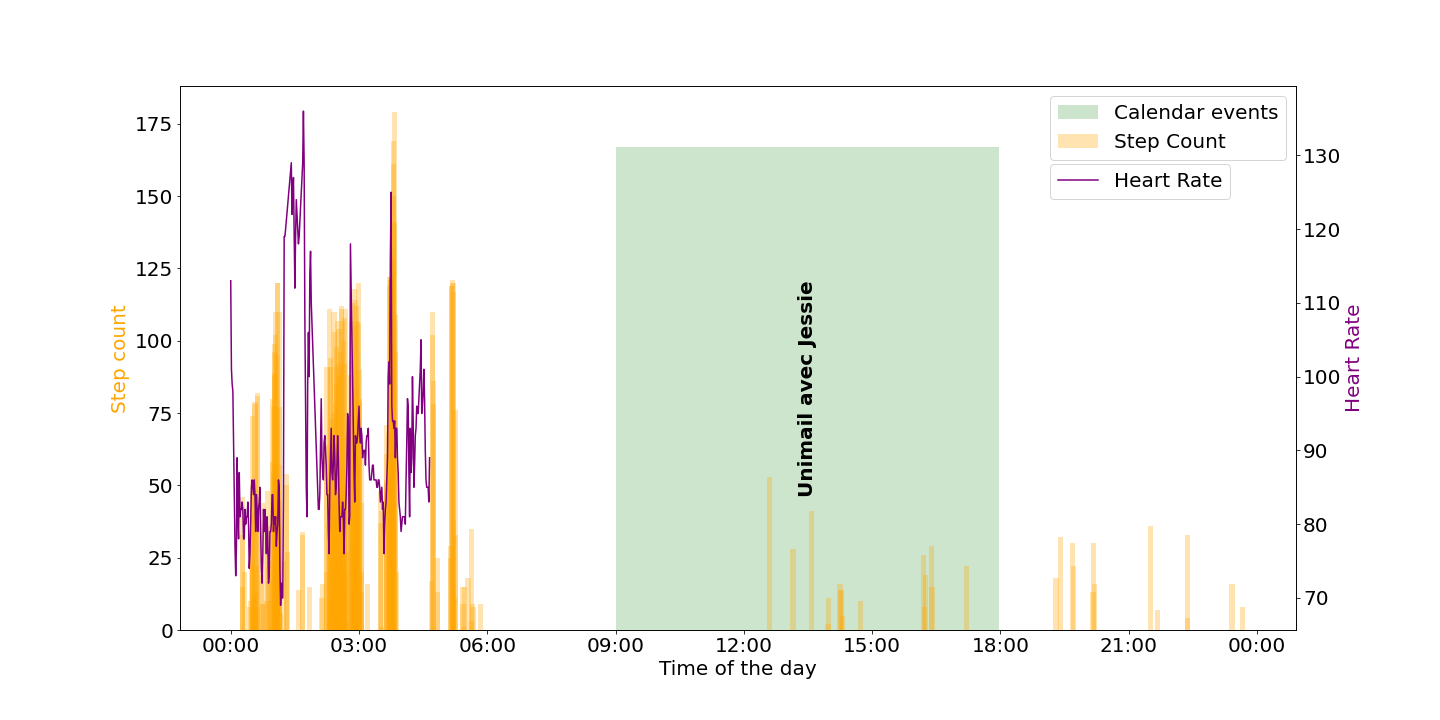 Calendar events
Step Count
Heart Rate
175
150
125
100
75
50
25
0
Step count
130
120
110
100
90
80
70
Heart Rate
Unimail avec Jessie
00:00 03:00 06:00 09:00 12:00 15:00 18:00 21:00 00:00
Time of the day